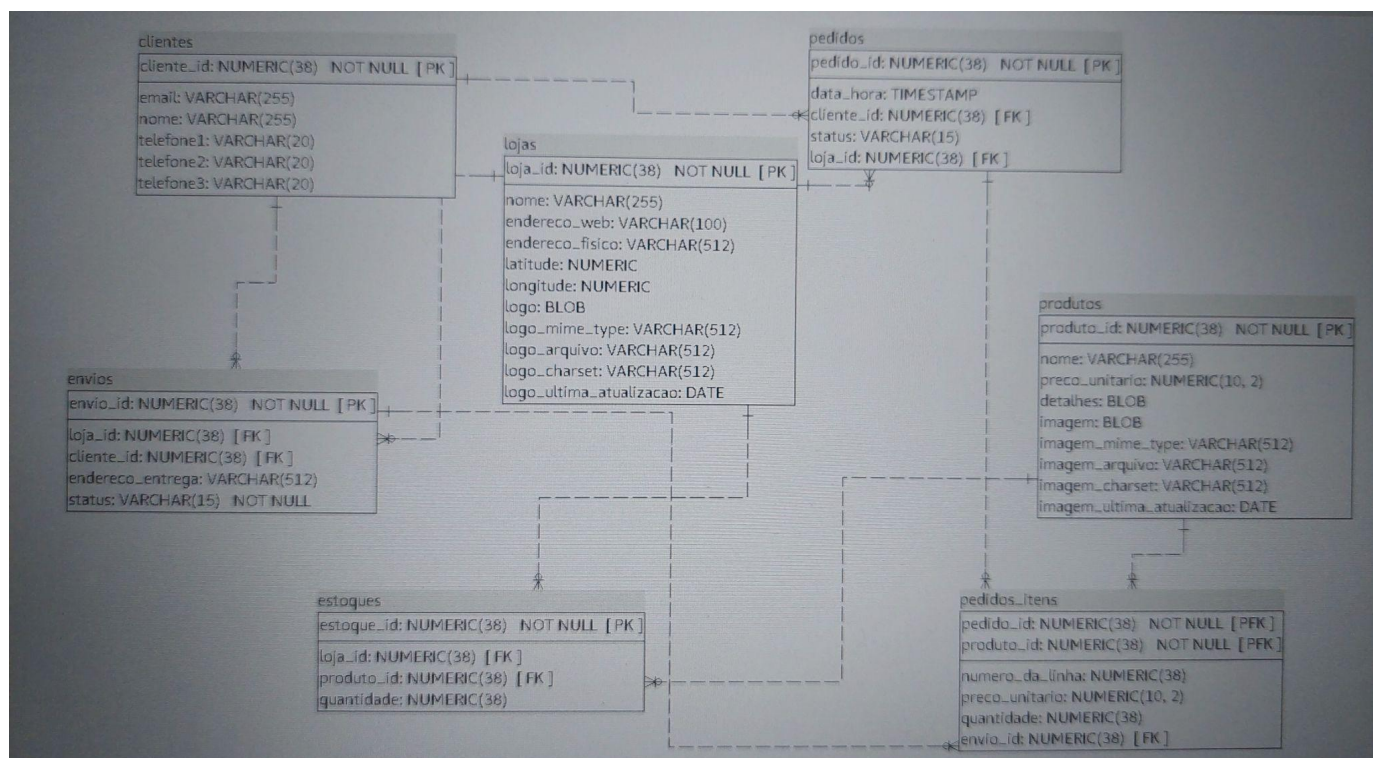 clientes
cliente_id: NUMERIC(38) NOT NULL [ PK ]
email: VARCHAR(255)
nome: VARCHAR(255)
telefone1: VARCHAR(20)
telefone2: VARCHAR(20)
telefone3: VARCHAR(20)
pedidos
pedido_id: NUMERIC(38) NOT NULL [ PK ]
data_hora: TIMESTAMP
cliente_id: NUMERIC(38) [ FK ]
status: VARCHAR(15)
loja_id: NUMERIC(38) [ FK ]
lojas
loja_id: NUMERIC(38) NOT NULL [ PK ]
nome: VARCHAR(255)
endereco_web: VARCHAR(100)
endereco_fisico: VARCHAR(512)
latitude: NUMERIC
longitude: NUMERIC
logo: BLOB
logo_mime_type: VARCHAR(512)
logo_arquivo: VARCHAR(512)
logo_charset: VARCHAR(512)
logo_ultima_atualizacao: DATE
produtos
produto_id: NUMERIC(38) NOT NULL [ PK ]
nome: VARCHAR(255)
preco_unitario: NUMERIC(10, 2)
detalhes: BLOB
imagem: BLOB
imagem_mime_type: VARCHAR(512)
imagem_arquivo: VARCHAR(512)
imagem_charset: VARCHAR(512)
imagem_ultima_atualizacao: DATE
envios
envio_id: NUMERIC(38) NOT NULL [ PK ]
loja_id: NUMERIC(38) [ FK ]
cliente_id: NUMERIC(38) [ FK ]
endereco_entrega: VARCHAR(512)
status: VARCHAR(15) NOT NULL
estoques
estoque_id: NUMERIC(38) NOT NULL [ PK ]
loja_id: NUMERIC(38) [ FK ]
produto_id: NUMERIC(38) [ FK ]
quantidade: NUMERIC(38)
pedidos_itens
pedido_id: NUMERIC(38) NOT NULL [ PFK ]
produto_id: NUMERIC(38) NOT NULL [ PFK ]
numero_da_linha: NUMERIC(38)
preco_unitario: NUMERIC(10, 2)
quantidade: NUMERIC(38)
envio_id: NUMERIC(38) [ FK ]